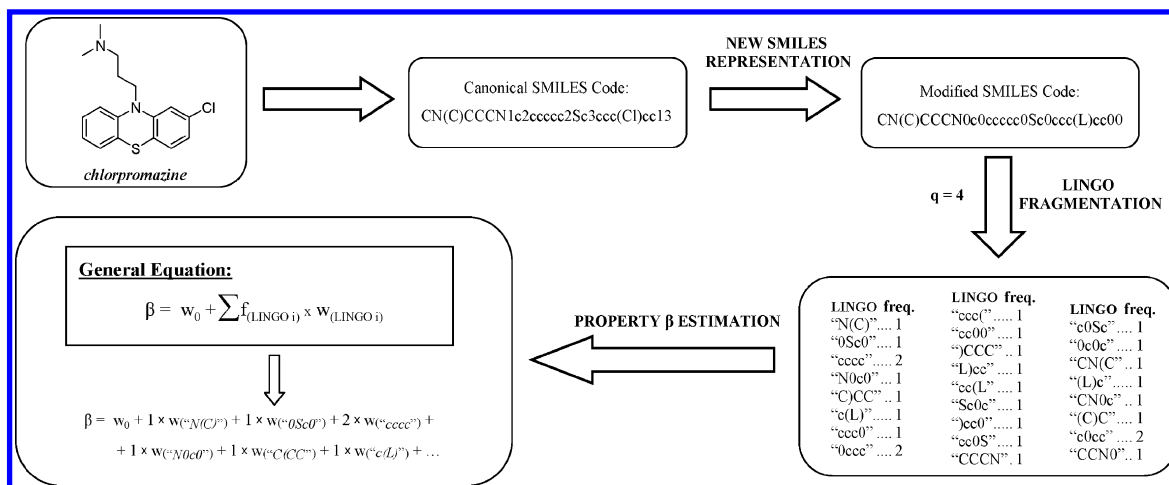 N
N
Cl
S
chlorpromazine
Canonical SMILES Code:
CN(C)CCCN1c2ccccc2Sc3ccc(Cl)cc13
NEW SMILES
REPRESENTATION
Modified SMILES Code:
CN(C)CCCN0c0ccccc0Sc0ccc(L)cc00
q = 4
LINGO
FRAGMENTATION
LINGO freq.
“N(C)”.... 1
“0Sc0”.... 1
“cccc” .... 2
“N0c0” .. 1
“C)CC” .. 1
“c(L)”..... 1
“ccc0” .... 1
“0ccc” .... 2
LINGO freq.
“ccc(” ..... 1
“cc00” .... 1
“)CCC” .. 1
“L)cc” .... 1
“cc(L” ..... 1
“Sc0c” .... 1
“)cc0” ..... 1
“cc0S” .... 1
“CCCN”. 1
LINGO freq.
“c0Sc” .... 1
“0c0c” .... 1
“CN(C” .. 1
“(L)c”..... 1
“CN0c” .. 1
“(C)C” .... 1
“c0cc” .... 2
“CCN0” .. 1
PROPERTY β ESTIMATION
General Equation:
β = w0 + ∑f(LINGO i) x w(LINGO i)
β = w0 + 1 × w(“N(C)”) + 1 × w(“0Sc0”) + 2 × w(“cccc”) +
+ 1 × w(“N0c0”) + 1 × w(“C(CC”) + 1 × w(“c(L”) + ...